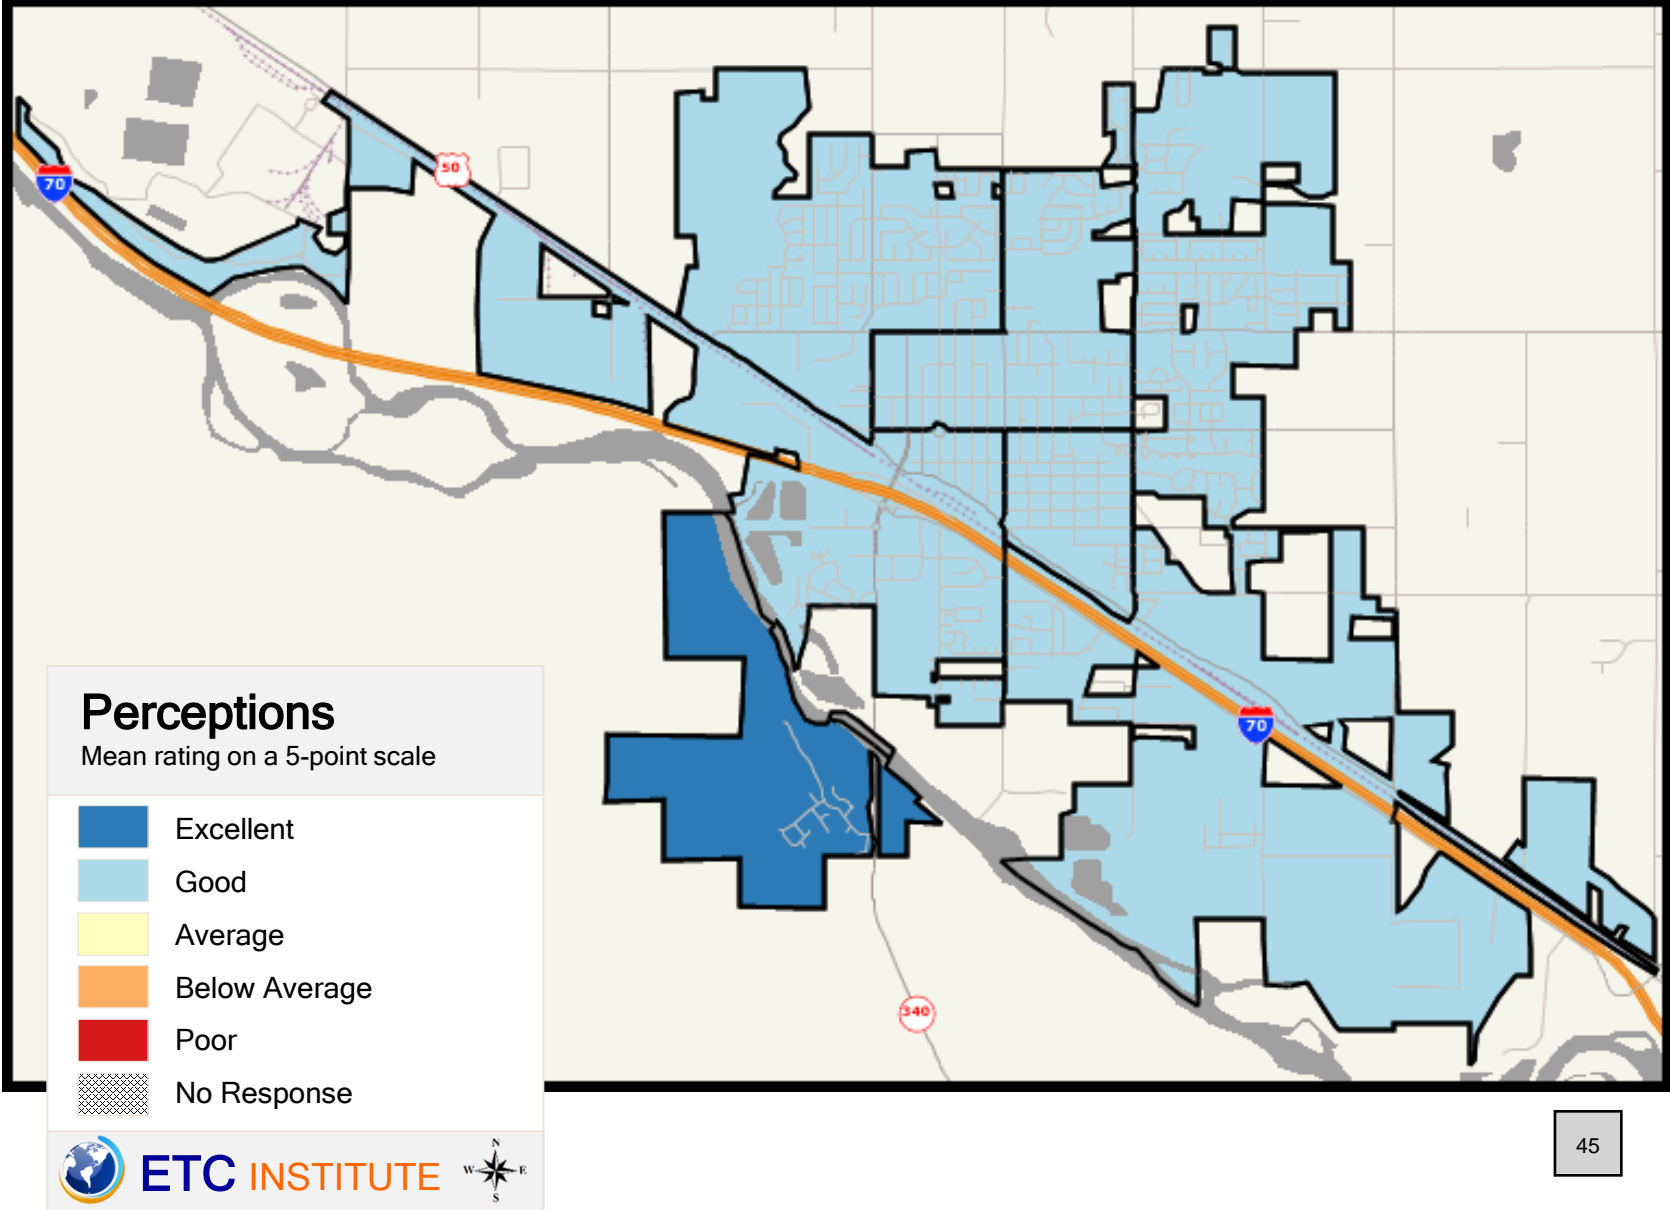 50
70
70
340
Perceptions
Mean rating on a 5-point scale
Excellent
Good
Average
Below Average
Poor
No Response
ETC INSTITUTE
N
W E
S
45